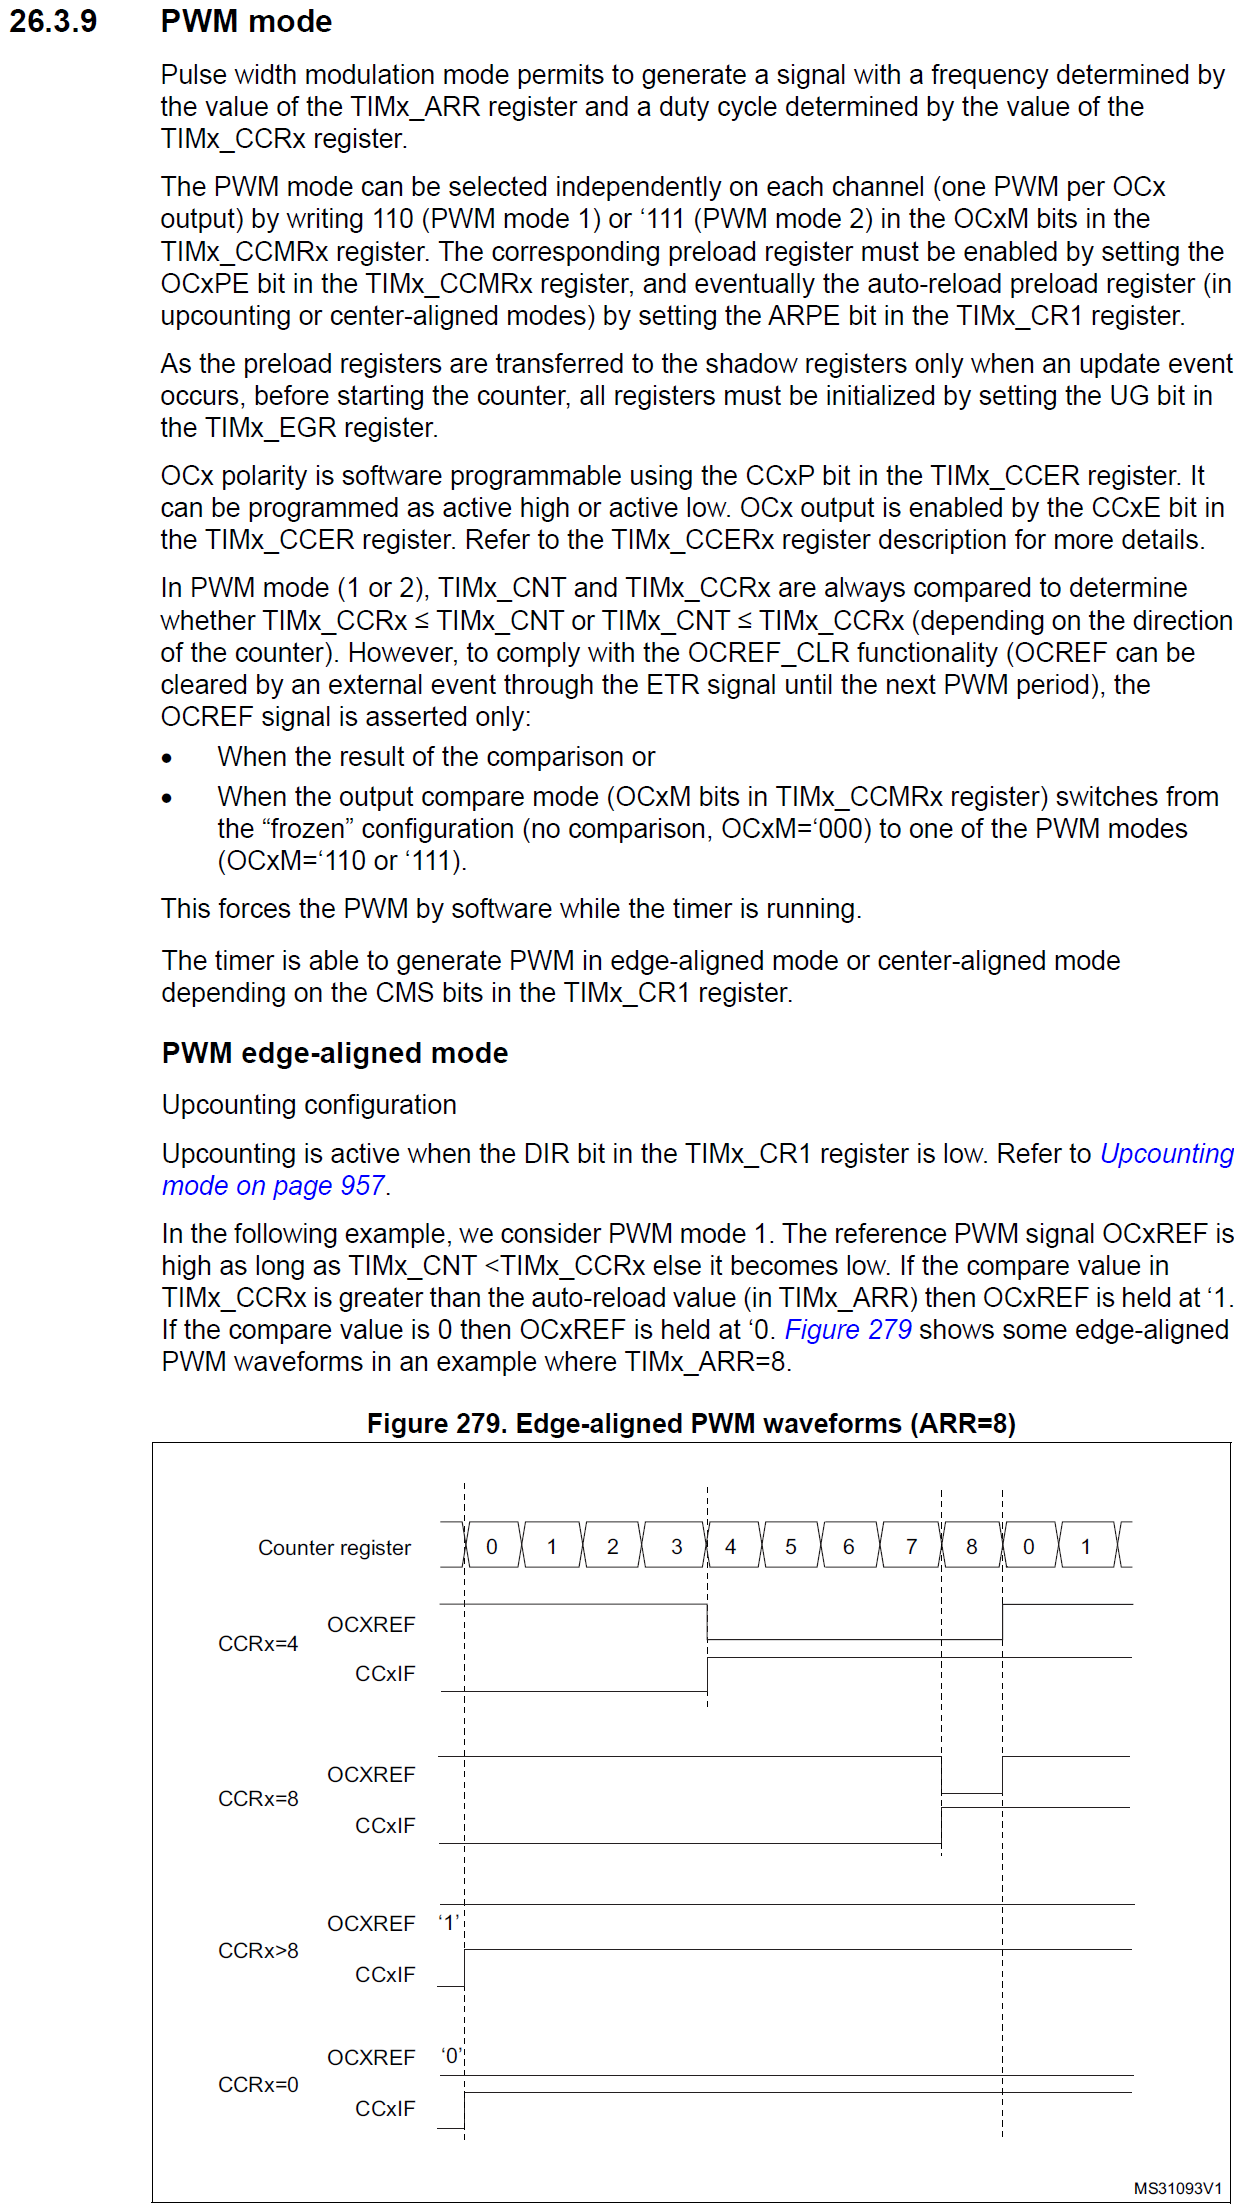 26.3.9 PWM mode
Pulse width modulation mode permits to generate a signal with a frequency determined by
the value of the TIMx_ARR register and a duty cycle determined by the value of the
TIMx_CCRx register.
The PWM mode can be selected independently on each channel (one PWM per OCx
output) by writing 110 (PWM mode 1) or ‘111 (PWM mode 2) in the OCxM bits in the
TIMx_CCMRx register. The corresponding preload register must be enabled by setting the
OCxPE bit in the TIMx_CCMRx register, and eventually the auto-reload preload register (in
upcounting or center-aligned modes) by setting the ARPE bit in the TIMx_CR1 register.
As the preload registers are transferred to the shadow registers only when an update event
occurs, before starting the counter, all registers must be initialized by setting the UG bit in
the TIMx_EGR register.
OCx polarity is software programmable using the CCxP bit in the TIMx_CCER register. It
can be programmed as active high or active low. OCx output is enabled by the CCxE bit in
the TIMx_CCER register. Refer to the TIMx_CCERx register description for more details.
In PWM mode (1 or 2), TIMx_CNT and TIMx_CCRx are always compared to determine
whether TIMx_CCRx ≤ TIMx_CNT or TIMx_CNT ≤ TIMx_CCRx (depending on the direction
of the counter). However, to comply with the OCREF_CLR functionality (OCREF can be
cleared by an external event through the ETR signal until the next PWM period), the
OCREF signal is asserted only:
• When the result of the comparison or
• When the output compare mode (OCxM bits in TIMx_CCMRx register) switches from
the “frozen” configuration (no comparison, OCxM=‘000) to one of the PWM modes
(OCxM=‘110 or ‘111).
This forces the PWM by software while the timer is running.
The timer is able to generate PWM in edge-aligned mode or center-aligned mode
depending on the CMS bits in the TIMx_CR1 register.
PWM edge-aligned mode
Upcounting configuration
Upcounting is active when the DIR bit in the TIMx_CR1 register is low. Refer to Upcounting
mode on page 957.
In the following example, we consider PWM mode 1. The reference PWM signal OCxREF is
high as long as TIMx_CNT <TIMx_CCRx else it becomes low. If the compare value in
TIMx_CCRx is greater than the auto-reload value (in TIMx_ARR) then OCxREF is held at ‘1.
If the compare value is 0 then OCxREF is held at ‘0. Figure 279 shows some edge-aligned
PWM waveforms in an example where TIMx_ARR=8.
Figure 279. Edge-aligned PWM waveforms (ARR=8)
Counter register 0 1 2 3 4 5 6 7 8 0 1
OCXREF
CCRx=4
CCxIF
OCXREF
CCRx=8
CCxIF
OCXREF ‘1’
CCRx>8
CCxIF
OCXREF ‘0’
CCRx=0
CCxIF
MS31093V1